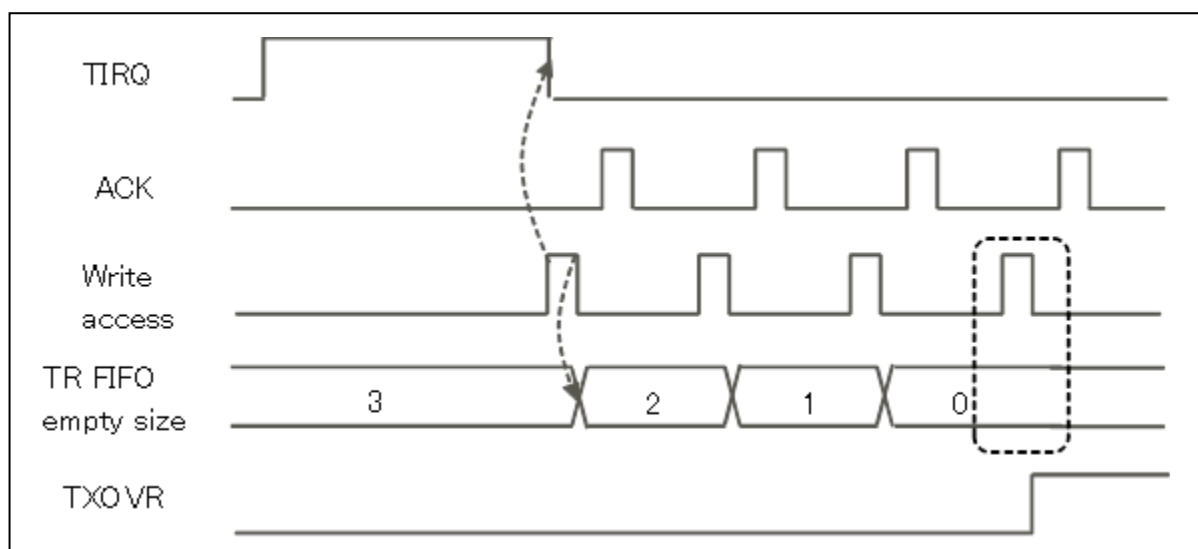 TIRQ
ACK
Write
access
TR FIFO
empty size
3
2
1
0
TXOVR